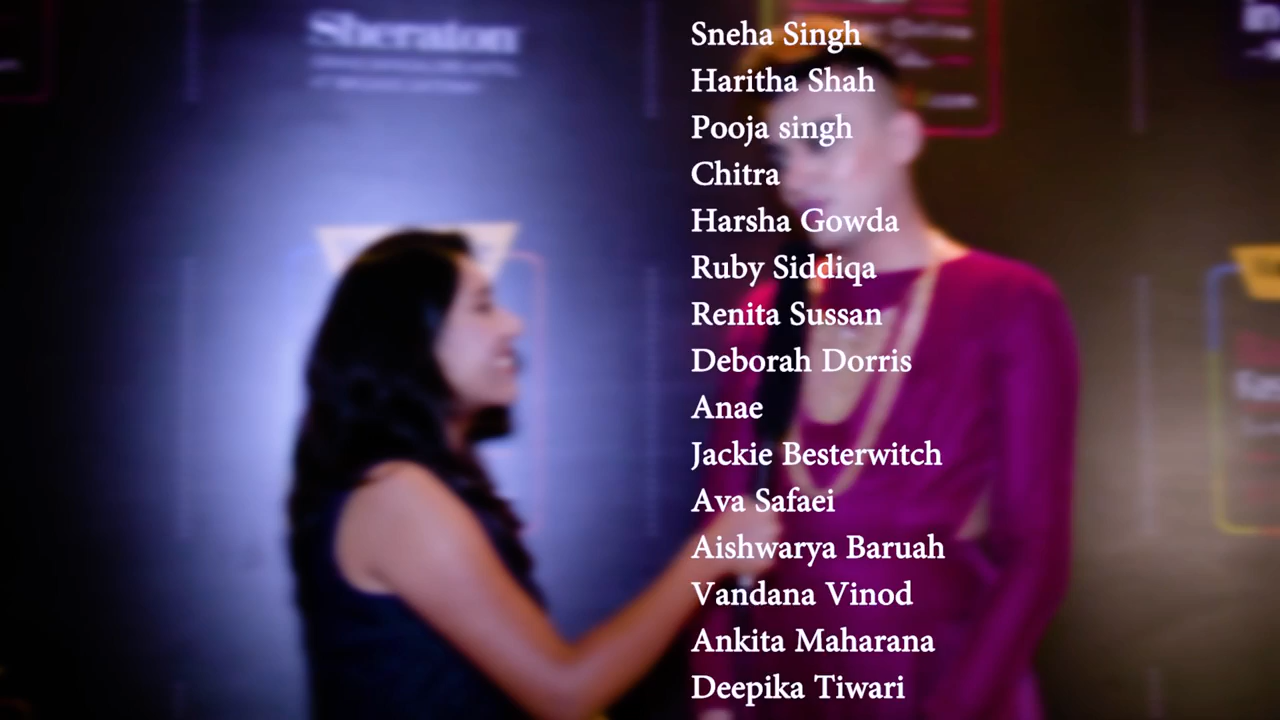 Sheraton
Sneha Singh
Haritha Shah
Pooja singh
Chitra
Harsha Gowda
Ruby Siddiqa
Renita Sussan
Deborah Dorris
Anae
Jackie Besterwitch
Ava Safaei
Aishwarya Baruah
Vandana Vinod
Ankita Maharana
Deepika Tiwari